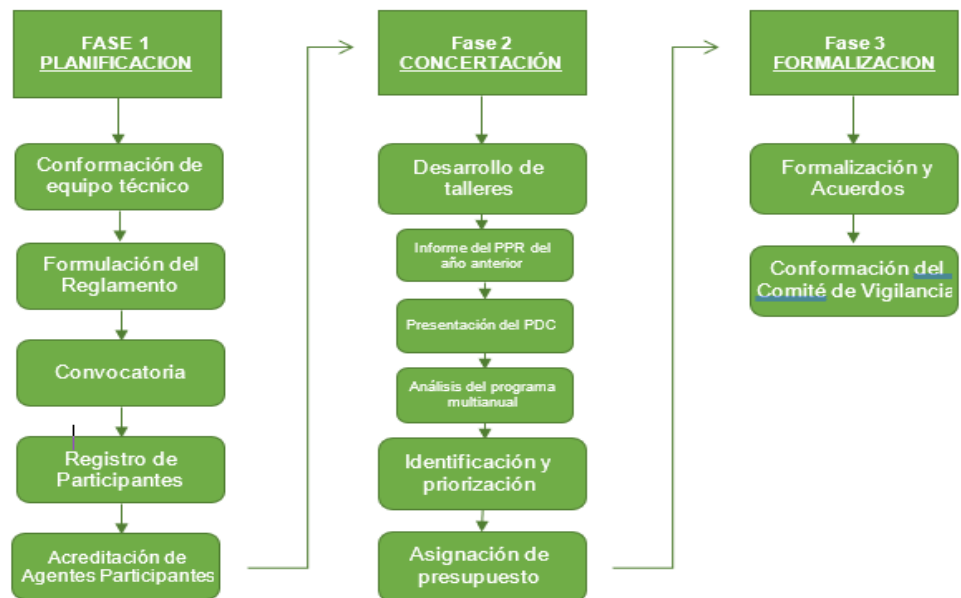 FASE 1
PLANIFICACION
Conformación de
equipo técnico
Formulación del
Reglamento
Convocatoria
Registro de
Participantes
Acreditación de
Agentes Participantes
Fase 2
CONCERTACIÓN
Desarrollo de
talleres
Informe del PPR del
año anterior
Presentación del PDC
Análisis del programa
multianual
Identificación y
priorización
Asignación de
presupuesto
Fase 3
FORMALIZACION
Formalización y
Acuerdos
Conformación del
Comité de Vigilancia